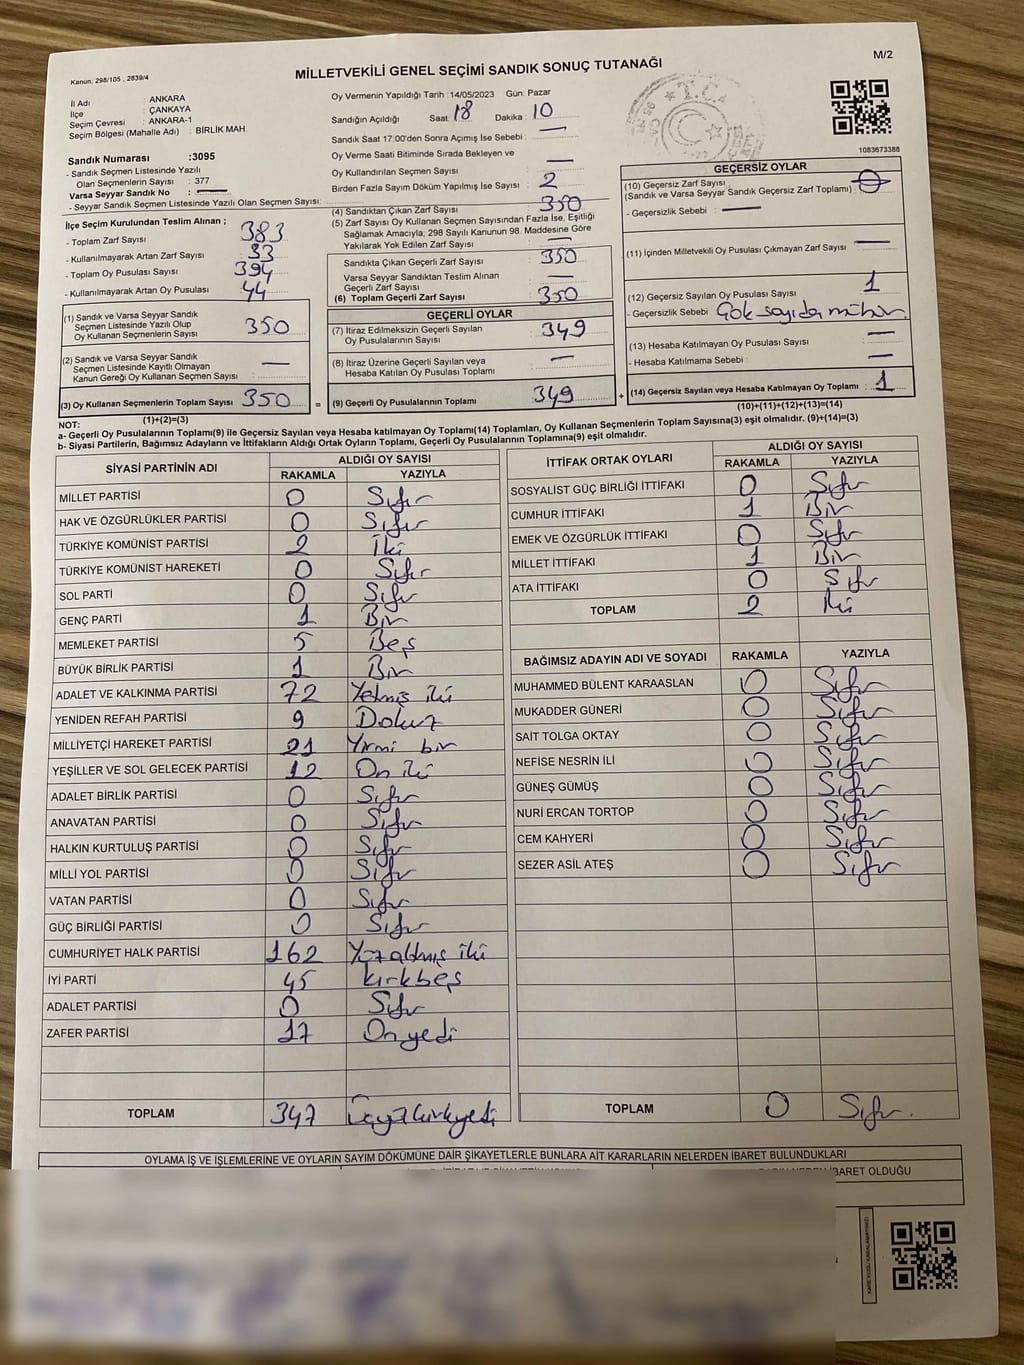 M/2
Kanun, 298/105 , 2839/4
MİLLETVEKİLİ GENEL SEÇİMİ SANDIK SONUÇ TUTANAĞI
İl Adı : ANKARA
İlçe : ÇANKAYA
Seçim Çevresi : ANKARA-1
Seçim Bölgesi (Mahalle Adı) : BİRLİK MAH.
Sandık Numarası :3095
- Sandık Seçmen Listesinde Yazılı
Olan Seçmenlerin Sayısı : 377
Varsa Seyyar Sandık No : —
- Seyyar Seçmen Listesinde Yazılı Olan Seçmen Sayısı:
İlçe Seçim Kurulundan Teslim Alınan ;
- Toplam Zarf Sayısı 383
- Kullanılmayarak Artan Zarf Sayısı 33
- Toplam Oy Pusulası Sayısı 394
- Kullanılmayarak Artan Oy Pusulası 44
(1) Sandık ve Varsa Seyyar Sandık
Seçmen Listesinde Yazılı Olup
Oy Kullanan Seçmenlerin Sayısı 350
(2) Sandık ve Varsa Seyyar Sandık
Seçmen Listesinde Kayıtlı Olmayan
Kanun Gereği Oy Kullanan Seçmen Sayısı : —
(3) Oy Kullanan Seçmenlerin Toplam Sayısı 350 =
(1)+(2)=(3)
Oy Vermenin Yapıldığı Tarih : 14/05/2023 Gün: Pazar
Sandığın Açıldığı Saat : 18 Dakika : 10
Sandık Saat 17:00'den Sonra Açımış İse Sebebi : —
Oy Verme Saati Bitiminde Sırada Bekleyen ve
Oy Kullandırılan Seçmen Sayısı —
Birden Fazla Sayım Döküm Yapılmış İse Sayısı : 2
(4) Sandıktan Çıkan Zarf Sayısı 350
(5) Zarf Sayısı Oy Kullanan Seçmen Sayısından Fazla İse, Eşitliği
Sağlamak Amacıyla; 298 Sayılı Kanunun 98. Maddesine Göre
Yakılarak Yok Edilen Zarf Sayısı —
Sandıkta Çıkan Geçerli Zarf Sayısı 350
Varsa Seyyar Sandıktan Teslim Alınan
Geçerli Zarf Sayısı —
(6) Toplam Geçerli Zarf Sayısı 350
GEÇERLİ OYLAR
(7) İtiraz Edilmeksizin Geçerli Sayılan
Oy Pusulalarının Sayısı 349
(8) İtiraz Üzerine Geçerli Sayılan veya
Hesaba Katılan Oy Pusulası Toplamı —
(9) Geçerli Oy Pusulalarının Toplamı 349 +
1083673388
GEÇERSİZ OYLAR
(10) Geçersiz Zarf Sayısı
(Sandık ve Varsa Seyyar Sandık Geçersiz Zarf Toplamı)
- Geçersizlik Sebebi : —
(11) İçinden Milletvekili Oy Pusulası Çıkmayan Zarf Sayısı —
(12) Geçersiz Sayılan Oy Pusulası Sayısı 1
- Geçersizlik Sebebi Çok sayıda mühür.
(13) Hesaba Katılmayan Oy Pusulası Sayısı —
- Hesaba Katılmama Sebebi : —
(14) Geçersiz Sayılan veya Hesaba Katılmayan Oy Toplamı : 1
(10)+(11)+(12)+(13)=(14)
NOT:
a- Geçerli Oy Pusulalarının Toplamı(9) ile Geçersiz Sayılan veya Hesaba katılmayan Oy Toplamı(14) Toplamları, Oy Kullanan Seçmenlerin Toplam Sayısına(3) eşit olmalıdır. (9)+(14)=(3)
b- Siyasi Partilerin, Bağımsız Adayların ve İttifakların Aldığı Ortak Oyların Toplamı, Geçerli Oy Pusulalarının Toplamına(9) eşit olmalıdır.
SİYASİ PARTİNİN ADI ALDIĞI OY SAYISI
RAKAMLA YAZIYLA
MİLLET PARTİSİ 0 Sıfır
HAK VE ÖZGÜRLÜKLER PARTİSİ 0 Sıfır
TÜRKİYE KOMÜNİST PARTİSİ 2 İki
TÜRKİYE KOMÜNİST HAREKETİ 0 Sıfır
SOL PARTİ 0 Sıfır
GENÇ PARTİ 1 Bir
MEMLEKET PARTİSİ 5 Beş
BÜYÜK BİRLİK PARTİSİ 1 Bir
ADALET VE KALKINMA PARTİSİ 72 Yetmiş iki
YENİDEN REFAH PARTİSİ 9 Dokuz
MİLLİYETÇİ HAREKET PARTİSİ 21 Yirmi bir
YEŞİLLER VE SOL GELECEK PARTİSİ 12 On iki
ADALET BİRLİK PARTİSİ 0 Sıfır
ANAVATAN PARTİSİ 0 Sıfır
HALKIN KURTULUŞ PARTİSİ 0 Sıfır
MİLLİ YOL PARTİSİ 0 Sıfır
VATAN PARTİSİ 0 Sıfır
GÜÇ BİRLİĞİ PARTİSİ 0 Sıfır
CUMHURİYET HALK PARTİSİ 162 Yüz altmış iki
İYİ PARTİ 45 kırkbeş
ADALET PARTİSİ 0 Sıfır
ZAFER PARTİSİ 17 Onyedi
TOPLAM 347 Üçyüzkırkyedi
İTTİFAK ORTAK OYLARI ALDIĞI OY SAYISI
RAKAMLA YAZIYLA
SOSYALİST GÜÇ BİRLİĞİ İTTİFAKI 0 Sıfır
CUMHUR İTTİFAKI 1 Bir
EMEK VE ÖZGÜRLÜK İTTİFAKI 0 Sıfır
MİLLET İTTİFAKI 1 Bir
ATA İTTİFAKI 0 Sıfır
TOPLAM 2 İki
BAĞIMSIZ ADAYIN ADI VE SOYADI RAKAMLA YAZIYLA
MUHAMMED BÜLENT KARAASLAN 0 Sıfır
MUKADDER GÜNERİ 0 Sıfır
SAİT TOLGA OKTAY 0 Sıfır
NEFİSE NESRİN İLİ 0 Sıfır
GÜNEŞ GÜMÜŞ 0 Sıfır
NURİ ERCAN TORTOP 0 Sıfır
CEM KAHYERİ 0 Sıfır
SEZER ASİL ATEŞ 0 Sıfır
TOPLAM 0 Sıfır.
OYLAMA İŞ VE İŞLEMLERİNE VE OYLARIN SAYIM DÖKÜMÜNE DAİR ŞİKAYETLERLE BUNLARA AİT KARARLARIN NELERDEN İBARET BULUNDUKLARI
İBARET OLDUĞU